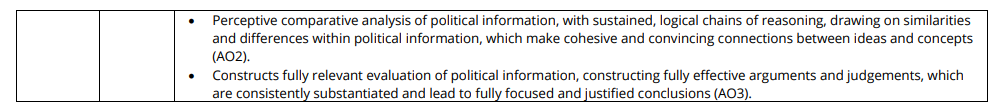 • Perceptive comparative analysis of political information, with sustained, logical chains of reasoning, drawing on similarities
and differences within political information, which make cohesive and convincing connections between ideas and concepts
(AO2).
• Constructs fully relevant evaluation of political information, constructing fully effective arguments and judgements, which
are consistently substantiated and lead to fully focused and justified conclusions (AO3).